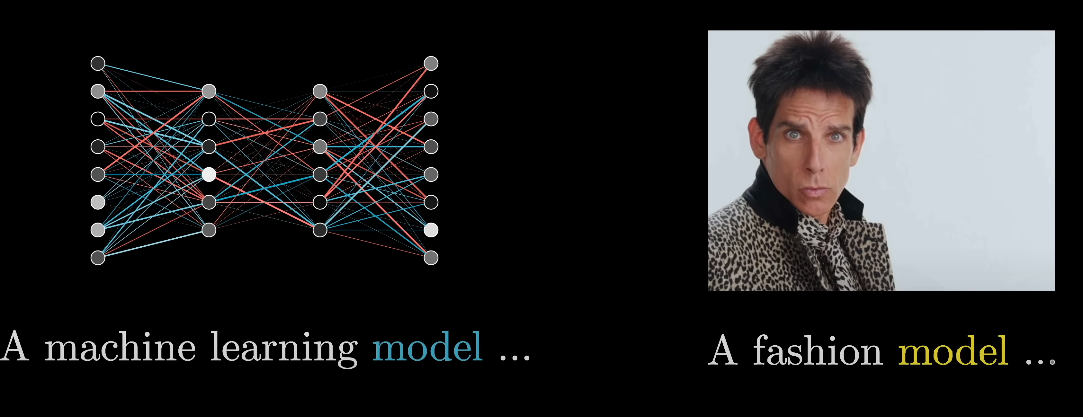 A machine learning model ...
A fashion model ...